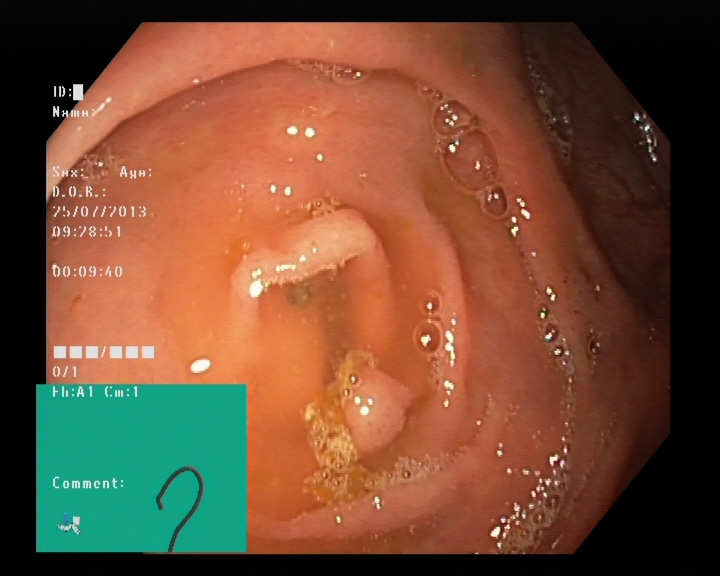 ID:
Name:
Sex: Age:
D.O.R.:
25/07/2013
09:28:51
00:09:40
0/1
Eh:A1 Cm:1
Comment: